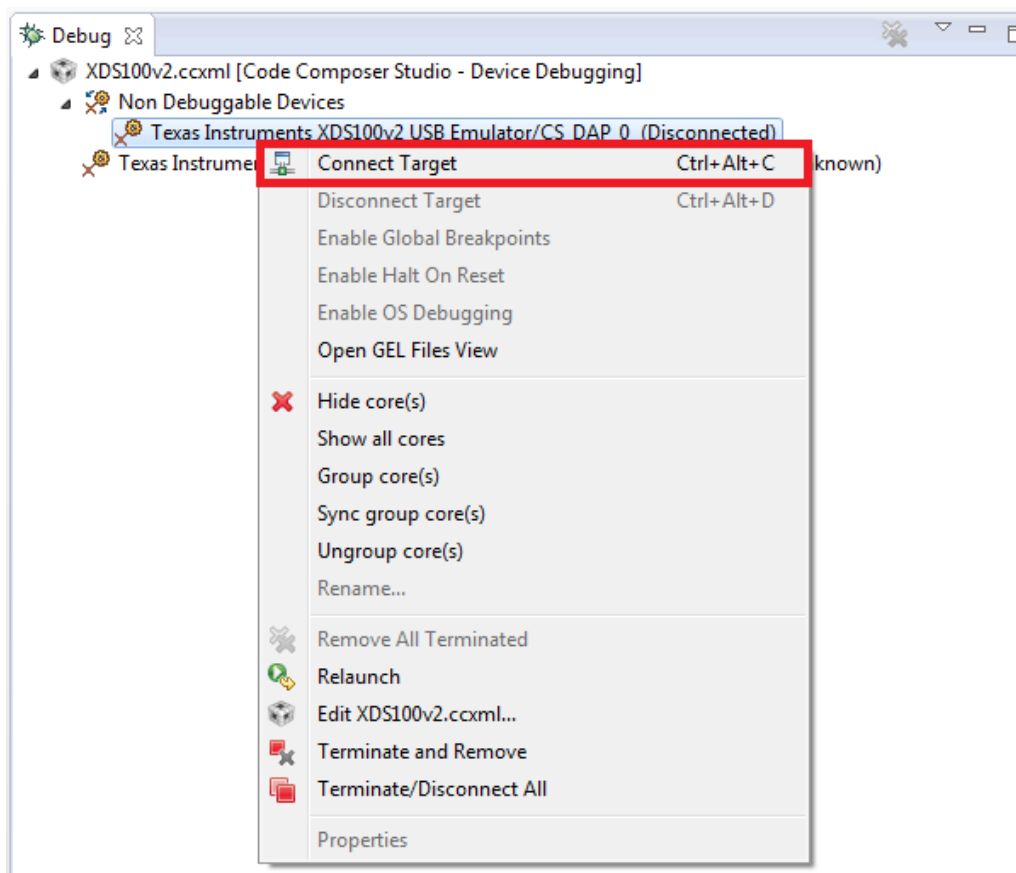 Debug
XDS100v2.ccxml [Code Composer Studio - Device Debugging]
Non Debuggable Devices
Texas Instruments XDS100v2 USB Emulator/CS_DAP_0 (Disconnected)
Texas known)
Connect Target Ctrl+Alt+C
Disconnect Target Ctrl+Alt+D
Enable Global Breakpoints
Enable Halt On Reset
Enable OS Debugging
Open GEL Files View
Hide core(s)
Show all cores
Group core(s)
Sync group core(s)
Ungroup core(s)
Rename...
Remove All Terminated
Relaunch
Edit XDS100v2.ccxml...
Terminate and Remove
Terminate/Disconnect All
Properties